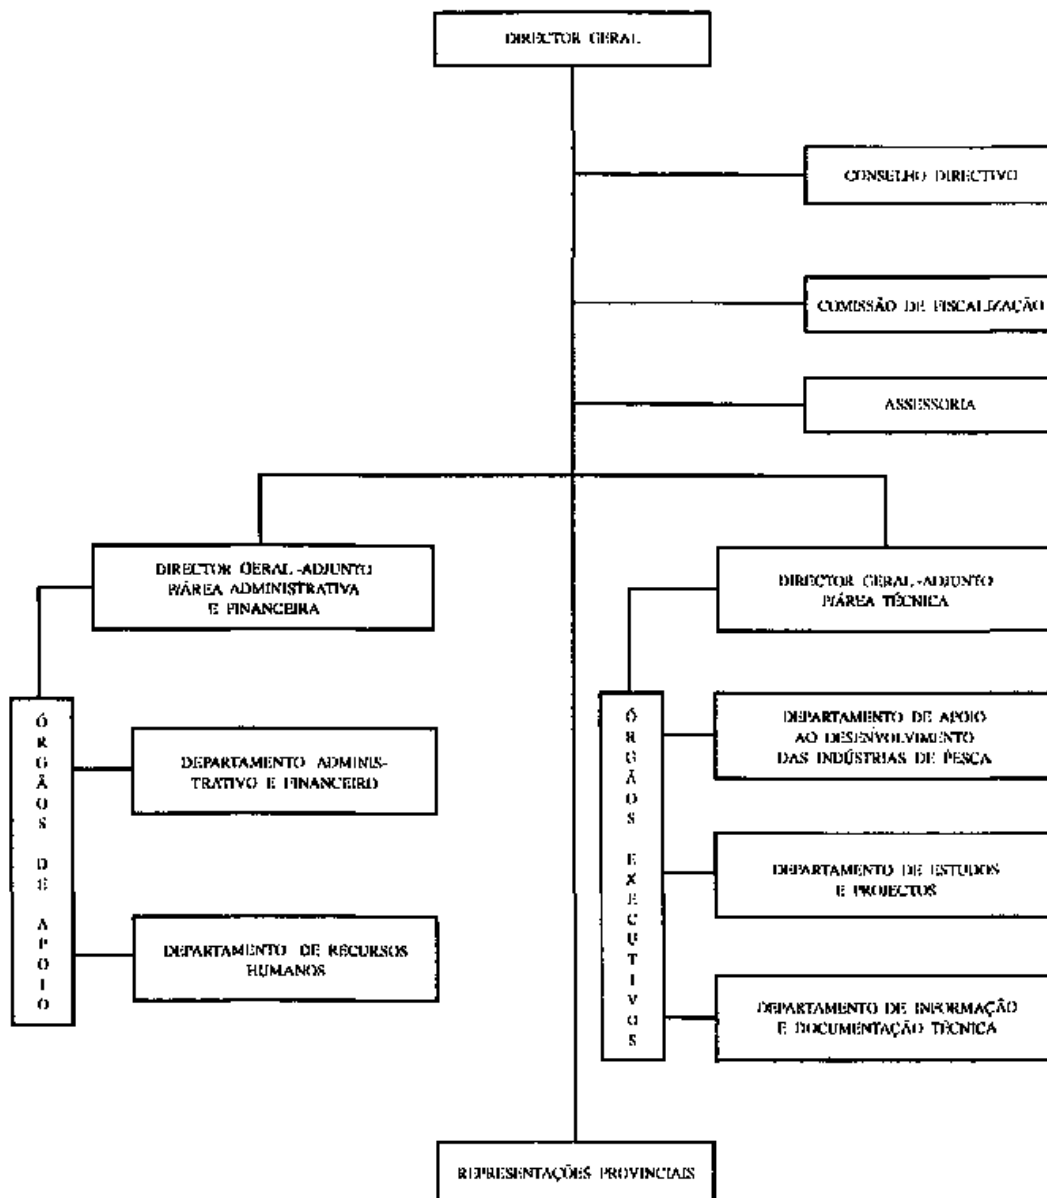 DIRECTOR GERAL
CONSELHO DIRECTIVO
COMISSÃO DE FISCALIZAÇÃO
ASSESSORIA
DIRECTOR GERAL-ADJUNTO
P/ÁREA ADMINISTRATIVA
E FINANCEIRA
DIRECTOR GERAL-ADJUNTO
P/ÁREA TÉCNICA
ÓRGÃOS DE APOIO
DEPARTAMENTO ADMINIS-
TRATIVO E FINANCEIRO
DEPARTAMENTO DE RECURSOS
HUMANOS
ÓRGÃOS EXECUTIVOS
DEPARTAMENTO DE APOIO
AO DESENVOLVIMENTO
DAS INDÚSTRIAS DE PESCA
DEPARTAMENTO DE ESTUDOS
E PROJECTOS
DEPARTAMENTO DE INFORMAÇÃO
E DOCUMENTAÇÃO TÉCNICA
REPRESENTAÇÕES PROVINCIAIS